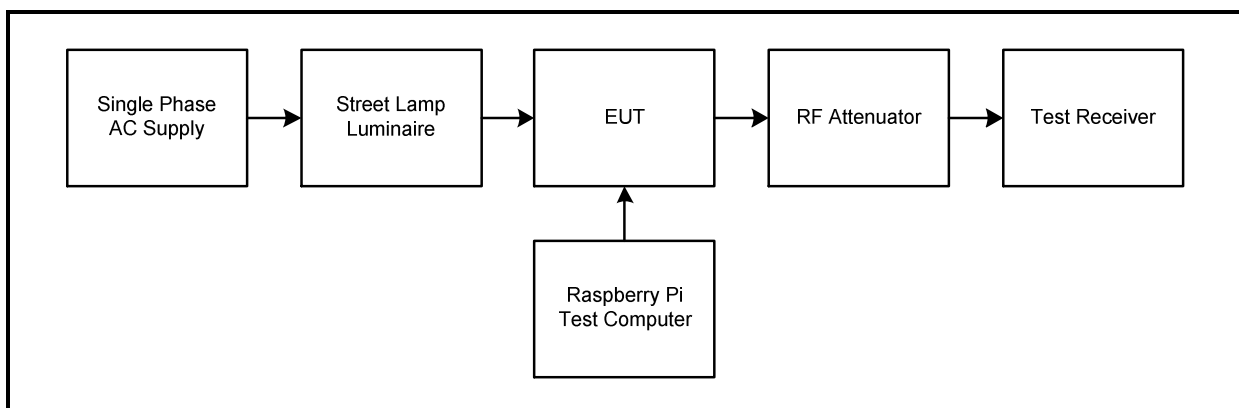 Single Phase
AC Supply
Street Lamp
Luminaire
EUT
RF Attenuator
Test Receiver
Raspberry Pi
Test Computer